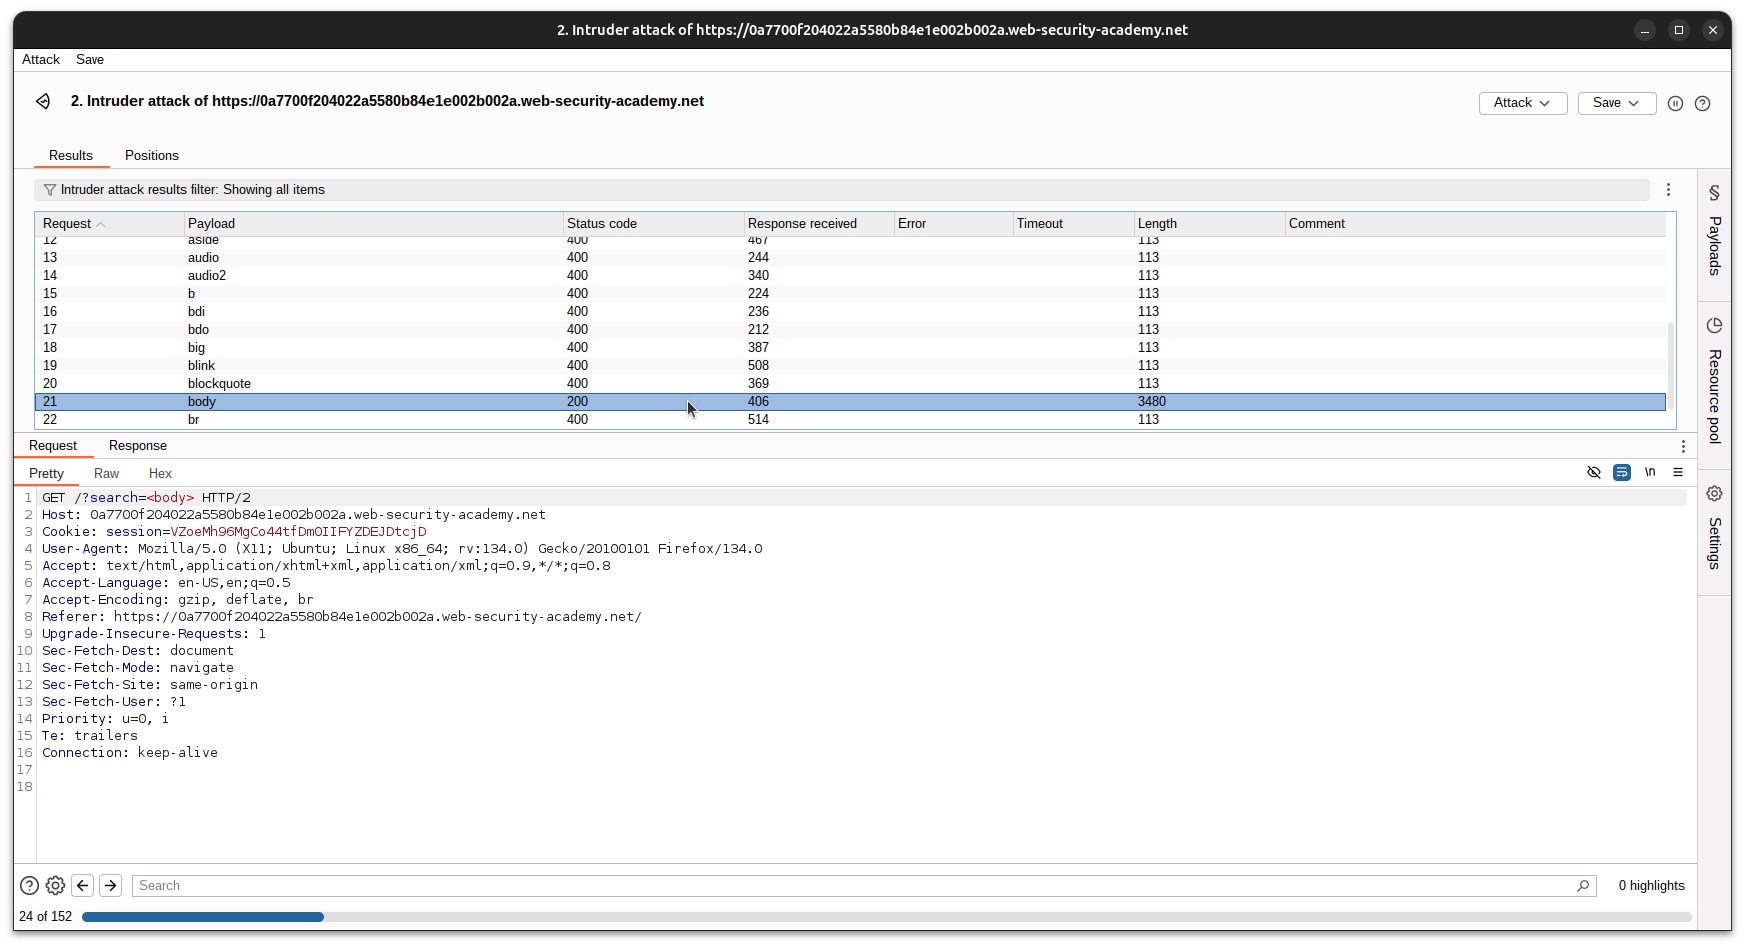 2. Intruder attack of https://0a7700f204022a5580b84e1e002b002a.web-security-academy.net
Attack Save
2. Intruder attack of https://0a7700f204022a5580b84e1e002b002a.web-security-academy.net
Attack Save
Results Positions
Intruder attack results filter: Showing all items
Request Payload Status code Response received Error Timeout Length Comment
12 aside 400 467 113
13 audio 400 244 113
14 audio2 400 340 113
15 b 400 224 113
16 bdi 400 236 113
17 bdo 400 212 113
18 big 400 387 113
19 blink 400 508 113
20 blockquote 400 369 113
21 body 200 406 3480
22 br 400 514 113
Payloads
Resource pool
Settings
Request Response
Pretty Raw Hex
\n
1 GET /?search=<body> HTTP/2
2 Host: 0a7700f204022a5580b84e1e002b002a.web-security-academy.net
3 Cookie: session=VZoeMh96MgCo44tfDm0IIFYZDEJDtcjD
4 User-Agent: Mozilla/5.0 (X11; Ubuntu; Linux x86_64; rv:134.0) Gecko/20100101 Firefox/134.0
5 Accept: text/html,application/xhtml+xml,application/xml;q=0.9,*/*;q=0.8
6 Accept-Language: en-US,en;q=0.5
7 Accept-Encoding: gzip, deflate, br
8 Referer: https://0a7700f204022a5580b84e1e002b002a.web-security-academy.net/
9 Upgrade-Insecure-Requests: 1
10 Sec-Fetch-Dest: document
11 Sec-Fetch-Mode: navigate
12 Sec-Fetch-Site: same-origin
13 Sec-Fetch-User: ?1
14 Priority: u=0, i
15 Te: trailers
16 Connection: keep-alive
17
18
Search 0 highlights
24 of 152